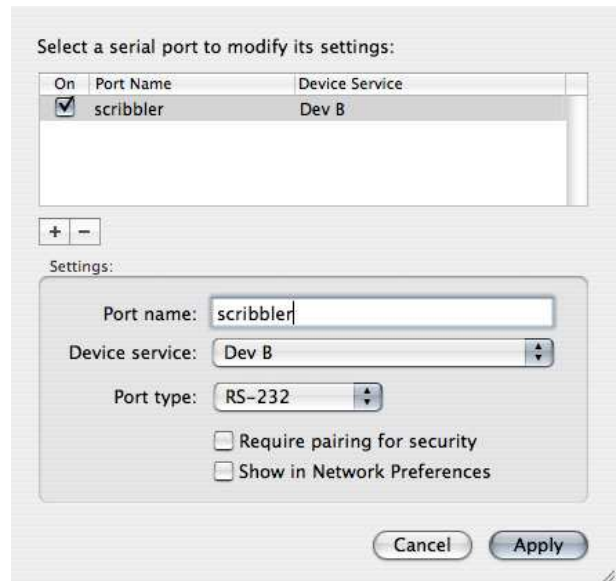 Select a serial port to modify its settings:
On Port Name Device Service
scribbler Dev B
+ −
Settings:
Port name: scribbler
Device service: Dev B
Port type: RS-232
Require pairing for security
Show in Network Preferences
Cancel Apply